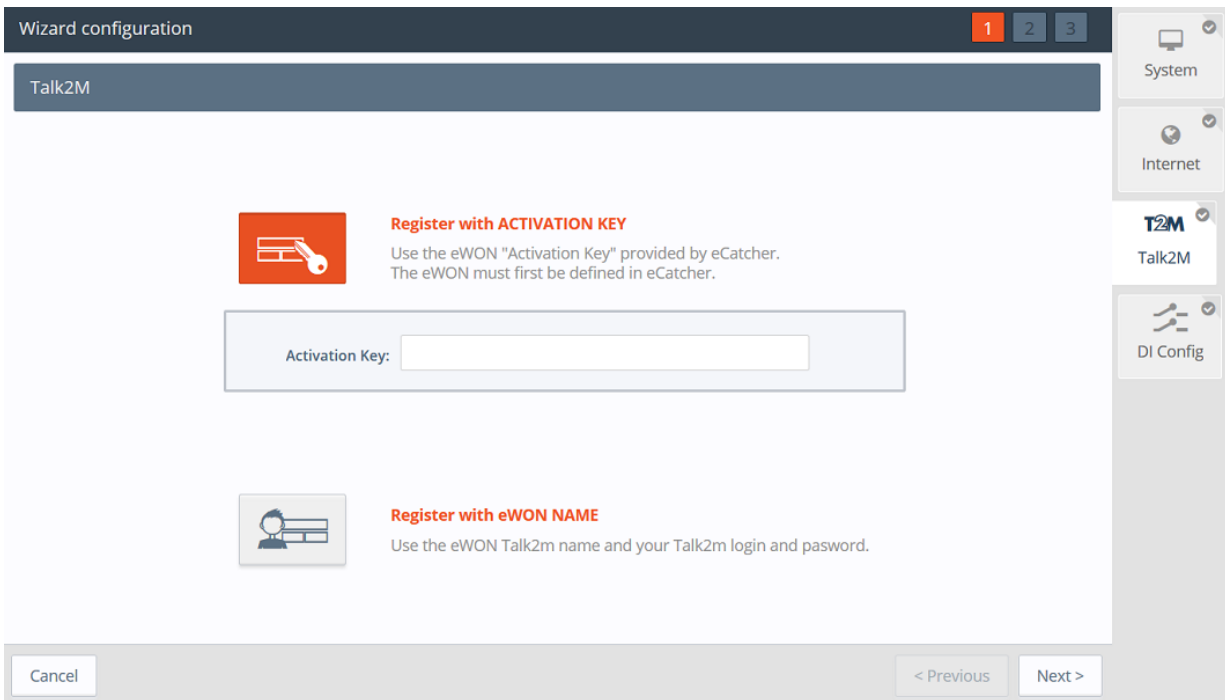 Wizard configuration
1 2 3
Talk2M
Register with ACTIVATION KEY
Use the eWON "Activation Key" provided by eCatcher.
The eWON must first be defined in eCatcher.
Activation Key:
Register with eWON NAME
Use the eWON Talk2m name and your Talk2m login and pasword.
Cancel
< Previous
Next >
System
Internet
T2M
Talk2M
DI Config